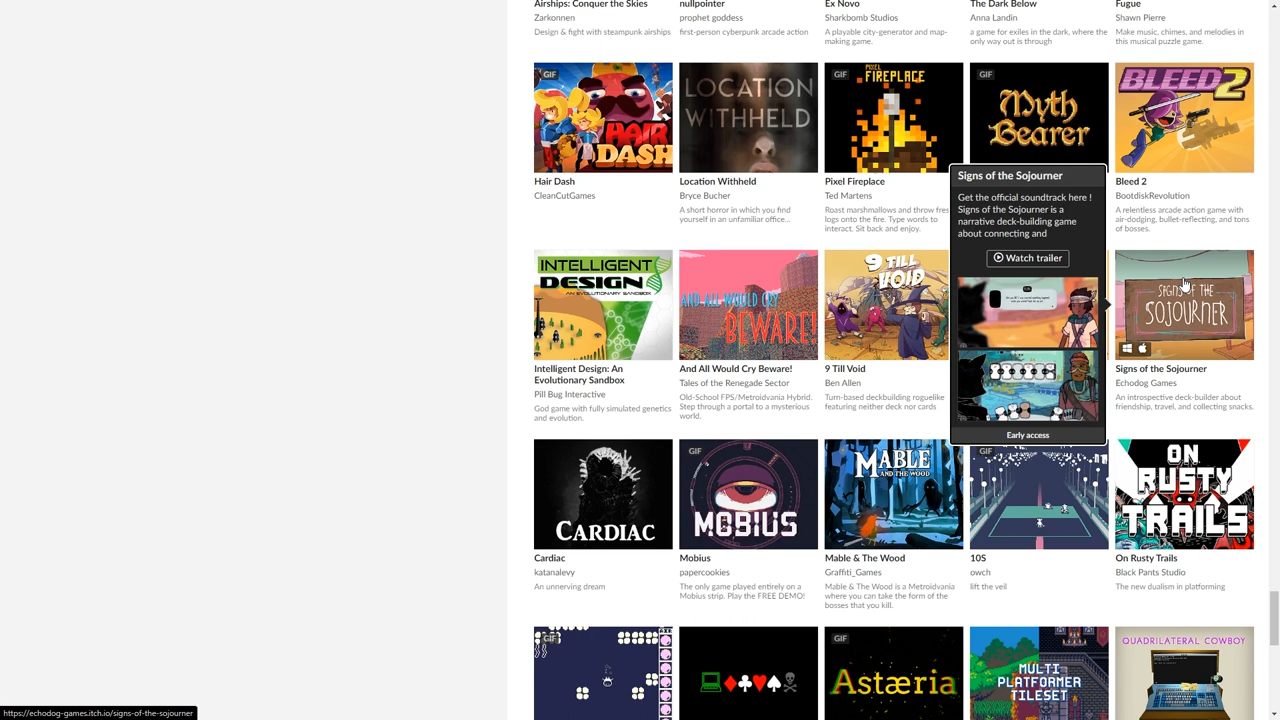 Airships: Conquer the Skies
Zarkonnen
Design & fight with steampunk airships
nullpointer
prophet goddess
first-person cyberpunk arcade action
Ex Novo
Sharkbomb Studios
A playable city-generator and map-
making game.
The Dark Below
Anna Landin
a game for exiles in the dark, where the
only way out is through
Fugue
Shawn Pierre
Make music, chimes, and melodies in
this musical puzzle game.
GIF
HAIR
DASH
Hair Dash
CleanCutGames
LOCATION
WITHHELD
Location Withheld
Bryce Bucher
A short horror in which you find
yourself in an unfamiliar office...
GIF
PIXEL
FIREPLACE
Pixel Fireplace
Ted Martens
Roast marshmallows and throw fres
logs onto the fire. Type words to
interact. Sit back and enjoy.
GIF
Myth
Bearer
BLEED 2
Bleed 2
BootdiskRevolution
A relentless arcade action game with
air-dodging, bullet-reflecting, and tons
of bosses.
Signs of the Sojourner
Get the official soundtrack here !
Signs of the Sojourner is a
narrative deck-building game
about connecting and
Watch trailer
Early access
INTELLIGENT
DESIGN:
AN EVOLUTIONARY SANDBOX
Intelligent Design: An
Evolutionary Sandbox
Pill Bug Interactive
God game with fully simulated genetics
and evolution.
AND ALL WOULD CRY
BEWARE!
And All Would Cry Beware!
Tales of the Renegade Sector
Old-School FPS/Metroidvania Hybrid.
Step through a portal to a mysterious
world.
9 TILL
VOID
9 Till Void
Ben Allen
Turn-based deckbuilding roguelike
featuring neither deck nor cards
SIGNS OF THE
SOJOURNER
Signs of the Sojourner
Echodog Games
An introspective deck-builder about
friendship, travel, and collecting snacks.
CARDIAC
Cardiac
katanalevy
An unnerving dream
GIF
MOBIUS
Mobius
papercookies
The only game played entirely on a
Mobius strip. Play the FREE DEMO!
MABLE
AND THE WOOD
Mable & The Wood
Graffiti_Games
Mable & The Wood is a Metroidvania
where you can take the form of the
bosses that you kill.
GIF
10S
owch
lift the veil
ON
RUSTY
TRAILS
On Rusty Trails
Black Pants Studio
The new dualism in platforming
GIF
GIF
Astæria
MULTI
PLATFORMER
TILESET
QUADRILATERAL COWBOY
https://echodog-games.itch.io/signs-of-the-sojourner